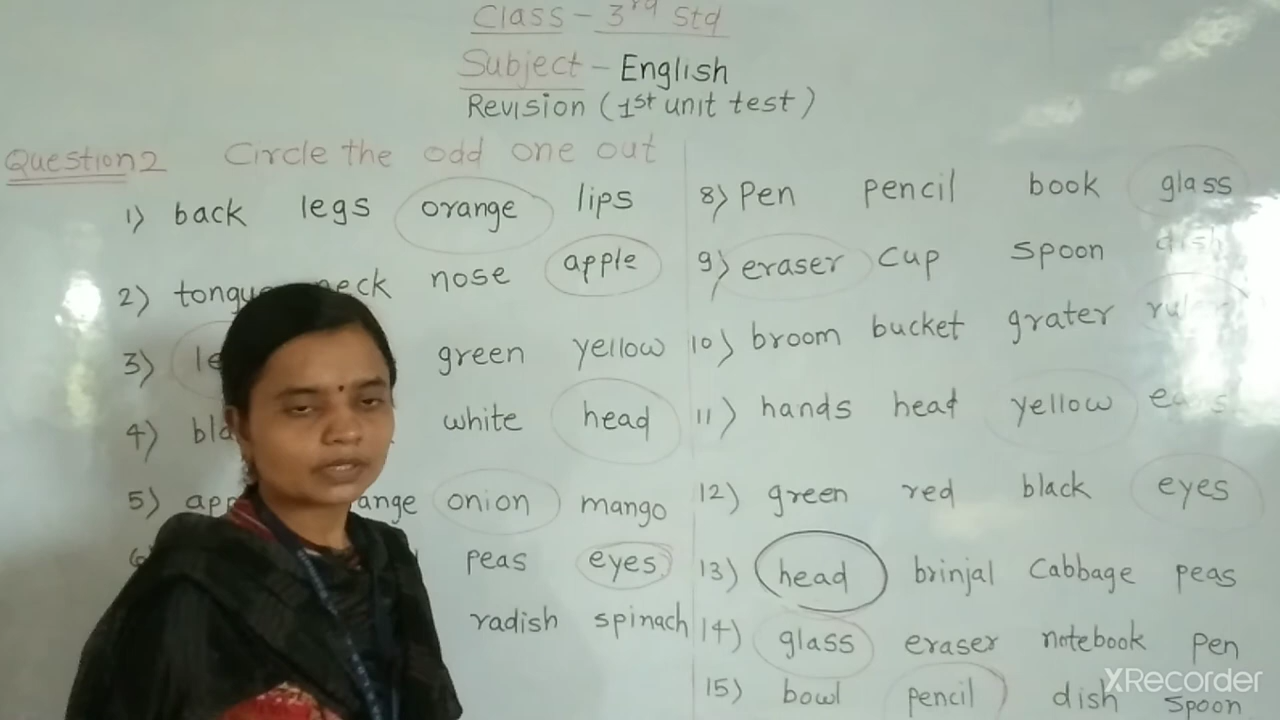 Class - 3rd Std
Subject - English
Revision (1st unit test)
Question 2 Circle the odd one out
1) back legs orange lips
2) neck nose apple
3) green yellow
4) white head
5) onion mango
peas eyes
radish spinach
8) Pen pencil book glass
9) eraser cup spoon dish
10) broom bucket grater
11) hands head yellow ears
12) green red black eyes
13) head brinjal Cabbage peas
14) glass eraser notebook pen
15) bowl pencil dish spoon
XRecorder